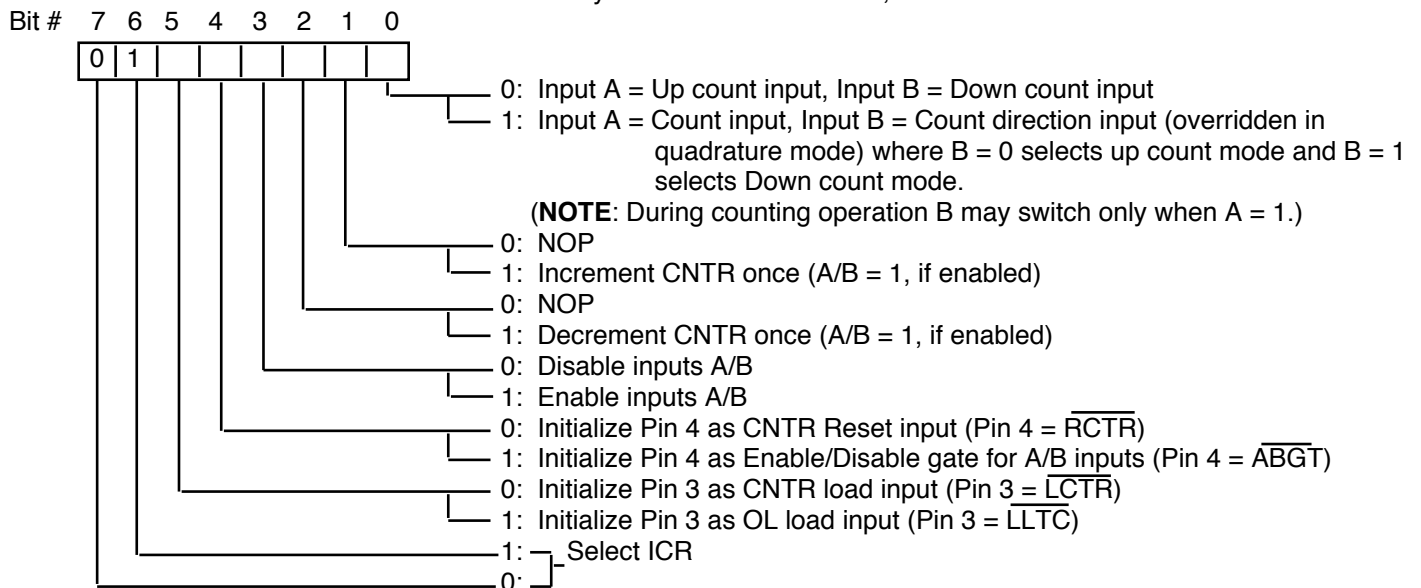 Bit # 7 6 5 4 3 2 1 0
0 1
0: Input A = Up count input, Input B = Down count input
1: Input A = Count input, Input B = Count direction input (overridden in
quadrature mode) where B = 0 selects up count mode and B = 1
selects Down count mode.
(NOTE: During counting operation B may switch only when A = 1.)
0: NOP
1: Increment CNTR once (A/B = 1, if enabled)
0: NOP
1: Decrement CNTR once (A/B = 1, if enabled)
0: Disable inputs A/B
1: Enable inputs A/B
0: Initialize Pin 4 as CNTR Reset input (Pin 4 = R̅C̅T̅R̅)
1: Initialize Pin 4 as Enable/Disable gate for A/B inputs (Pin 4 = A̅B̅G̅T̅)
0: Initialize Pin 3 as CNTR load input (Pin 3 = L̅C̅T̅R̅)
1: Initialize Pin 3 as OL load input (Pin 3 = L̅L̅T̅C̅)
1: Select ICR
0: